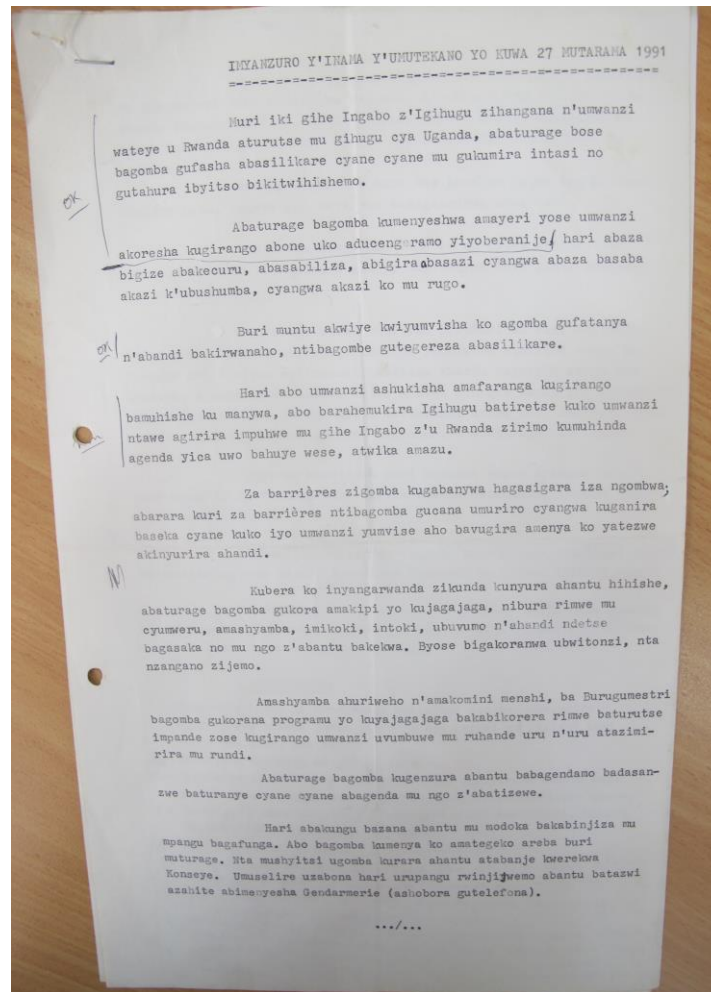 IMYANZURO Y'INAMA Y'UMUTEKANO YO KUWA 27 MUTARAMA 1991
=-=-=-=-=-=-=-=-=-=-=-=-=-=-=-=-=-=-=-=-=-=-=-=-=-=-=
Muri iki gihe Ingabo z'Igihugu zihangana n'umwanzi
wateye u Rwanda aturutse mu gihugu cya Uganda, abaturage bose
bagomba gufasha abasilikare cyane cyane mu gukumira intasi no
gutahura ibyitso bikitwihishemo.
OK
Abaturage bagomba kumenyeshwa amayeri yose umwanzi
akoresha kugirango abone uko aducengeramo yiyoberanije, hari abaza
bigize abakecuru, abasabiliza, abigira abasazi cyangwa abaza basaba
akazi k'ubushumba, cyangwa akazi ko mu rugo.
Buri muntu akwiye kwiyumvisha ko agomba gufatanya
OK
n'abandi bakirwanaho, ntibagombe gutegereza abasilikare.
Hari abo umwanzi ashukisha amafaranga kugirango
bamuhishe ku manywa, abo barahemukira Igihugu batiretse kuko umwanzi
ntawe agirira impuhwe mu gihe Ingabo z'u Rwanda zirimo kumuhinda
agenda yica uwo bahuye wese, atwika amazu.
Za barrières zigomba kugabanywa hagasigara iza ngombwa;
abarara kuri za barrières ntibagomba gucana umuriro cyangwa kuganira
baseka cyane kuko iyo umwanzi yumvise aho bavugira amenya ko yatezwe
akinyurira ahandi.
Kubera ko inyangarwanda zikunda kunyura ahantu hihishe,
abaturage bagomba gukora amakipi yo kujagajaga, nibura rimwe mu
cyumweru, amashyamba, imikoki, intoki, ubuvumo n'ahandi ndetse
bagasaka no mu ngo z'abantu bakekwa. Byose bigakoranwa ubwitonzi, nta
nzangano zijemo.
Amashyamba ahuriweho n'amakomini menshi, ba Burugumestri
bagomba gukorana programu yo kuyajagajaga bakabikorera rimwe baturutse
impande zose kugirango umwanzi uvumbuwe mu ruhande uru n'uru atazimi-
rira mu rundi.
Abaturage bagomba kugenzura abantu babagendamo badasan-
zwe baturanye cyane cyane abagenda mu ngo z'abatizewe.
Hari abakungu bazana abantu mu modoka bakabinjiza mu
mpangu bagafunga. Abo bagomba kumenya ko amategeko areba buri
muturage. Nta mushyitsi ugomba kurara ahantu atabanje kwerekwa
Konseye. Umuselire uzabona hari urupangu rwinjijwemo abantu batazwi
azahite abimenyesha Gendarmerie (ashobora gutelefona).
.../...